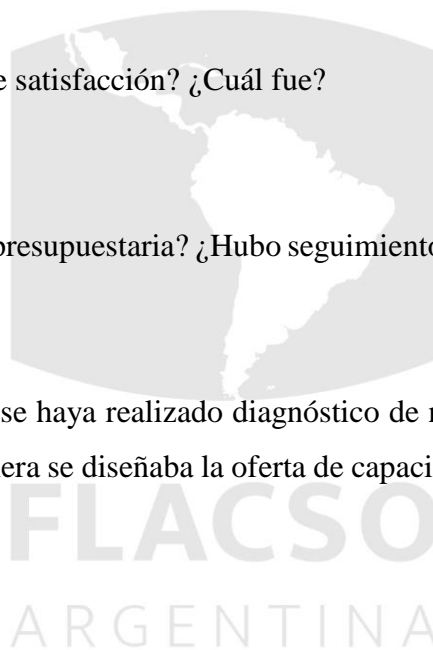 e satisfacción? ¿Cuál fue?
presupuestaria? ¿Hubo seguimiento
se haya realizado diagnóstico de
era se diseñaba la oferta de capaci
FLACSO
ARGENTINA